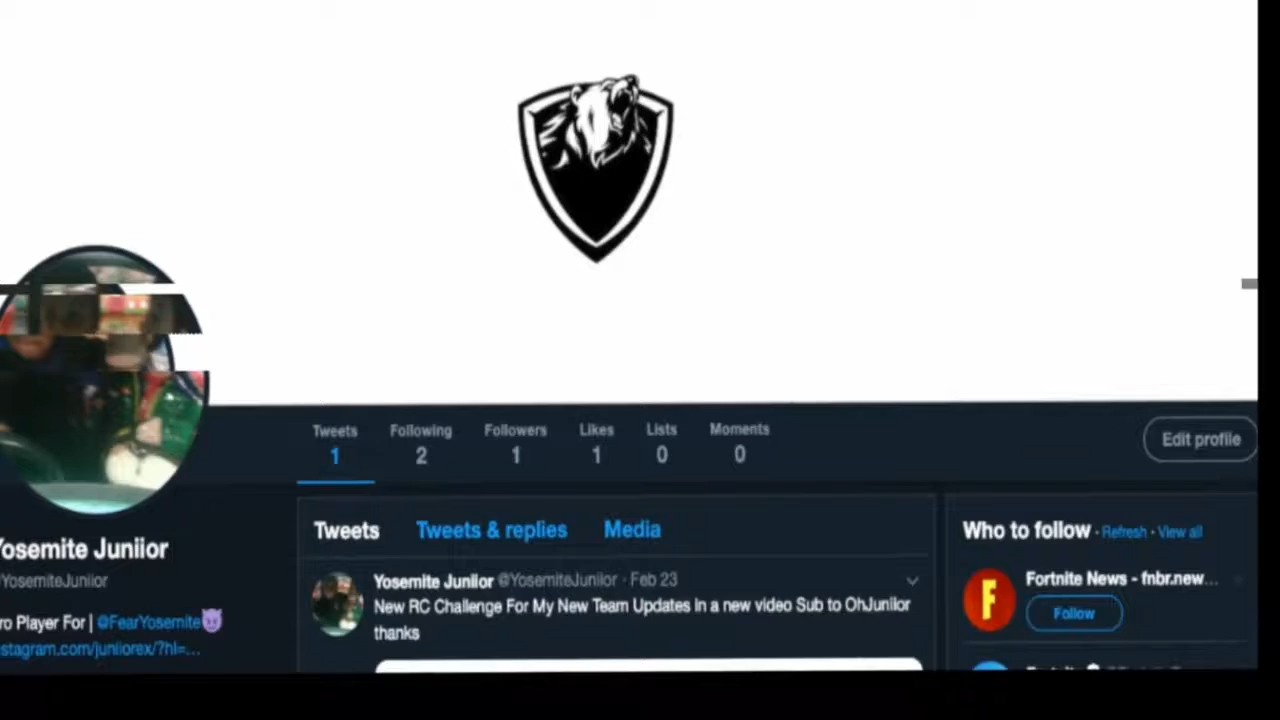 Tweets Following Followers Likes Lists Moments
1 2 1 1 0 0
Edit profile
Yosemite Juniior
YosemiteJuniior
ro Player For | @FearYosemite😈
stagram.com/juniiorex/?hl=...
Tweets Tweets & replies Media
Yosemite Juniior @YosemiteJuniior · Feb 23
New RC Challenge For My New Team Updates In a new video Sub to OhJuniior
thanks
Who to follow · Refresh · View all
F
Fortnite News - fnbr.new...
Follow